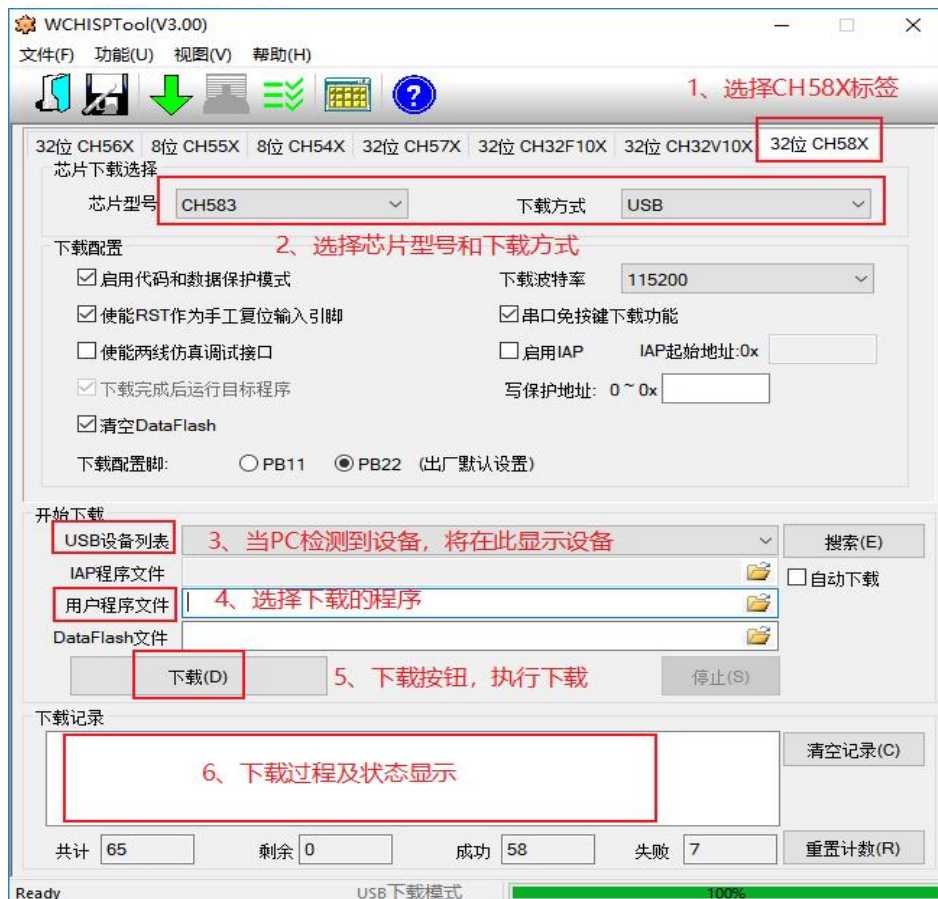 WCHISPTool(V3.00)
文件(F) 功能(U) 视图(V) 帮助(H)
1、选择CH58X标签
32位 CH56X 8位 CH55X 8位 CH54X 32位 CH57X 32位 CH32F10X 32位 CH32V10X 32位 CH58X
芯片下载选择
芯片型号 CH583 下载方式 USB
2、选择芯片型号和下载方式
下载配置
启用代码和数据保护模式 下载波特率 115200
使能RST作为手工复位输入引脚 串口免按键下载功能
使能两线仿真调试接口 启用IAP IAP起始地址:0x
下载完成后运行目标程序 写保护地址: 0 ~ 0x
清空DataFlash
下载配置脚: PB11 PB22 (出厂默认设置)
开始下载
USB设备列表 3、当PC检测到设备，将在此显示设备 搜索(E)
IAP程序文件 自动下载
用户程序文件 4、选择下载的程序
DataFlash文件
下载(D) 5、下载按钮，执行下载 停止(S)
下载记录
清空记录(C)
6、下载过程及状态显示
共计 65 剩余 0 成功 58 失败 7 重置计数(R)
Ready USB下载模式 100%